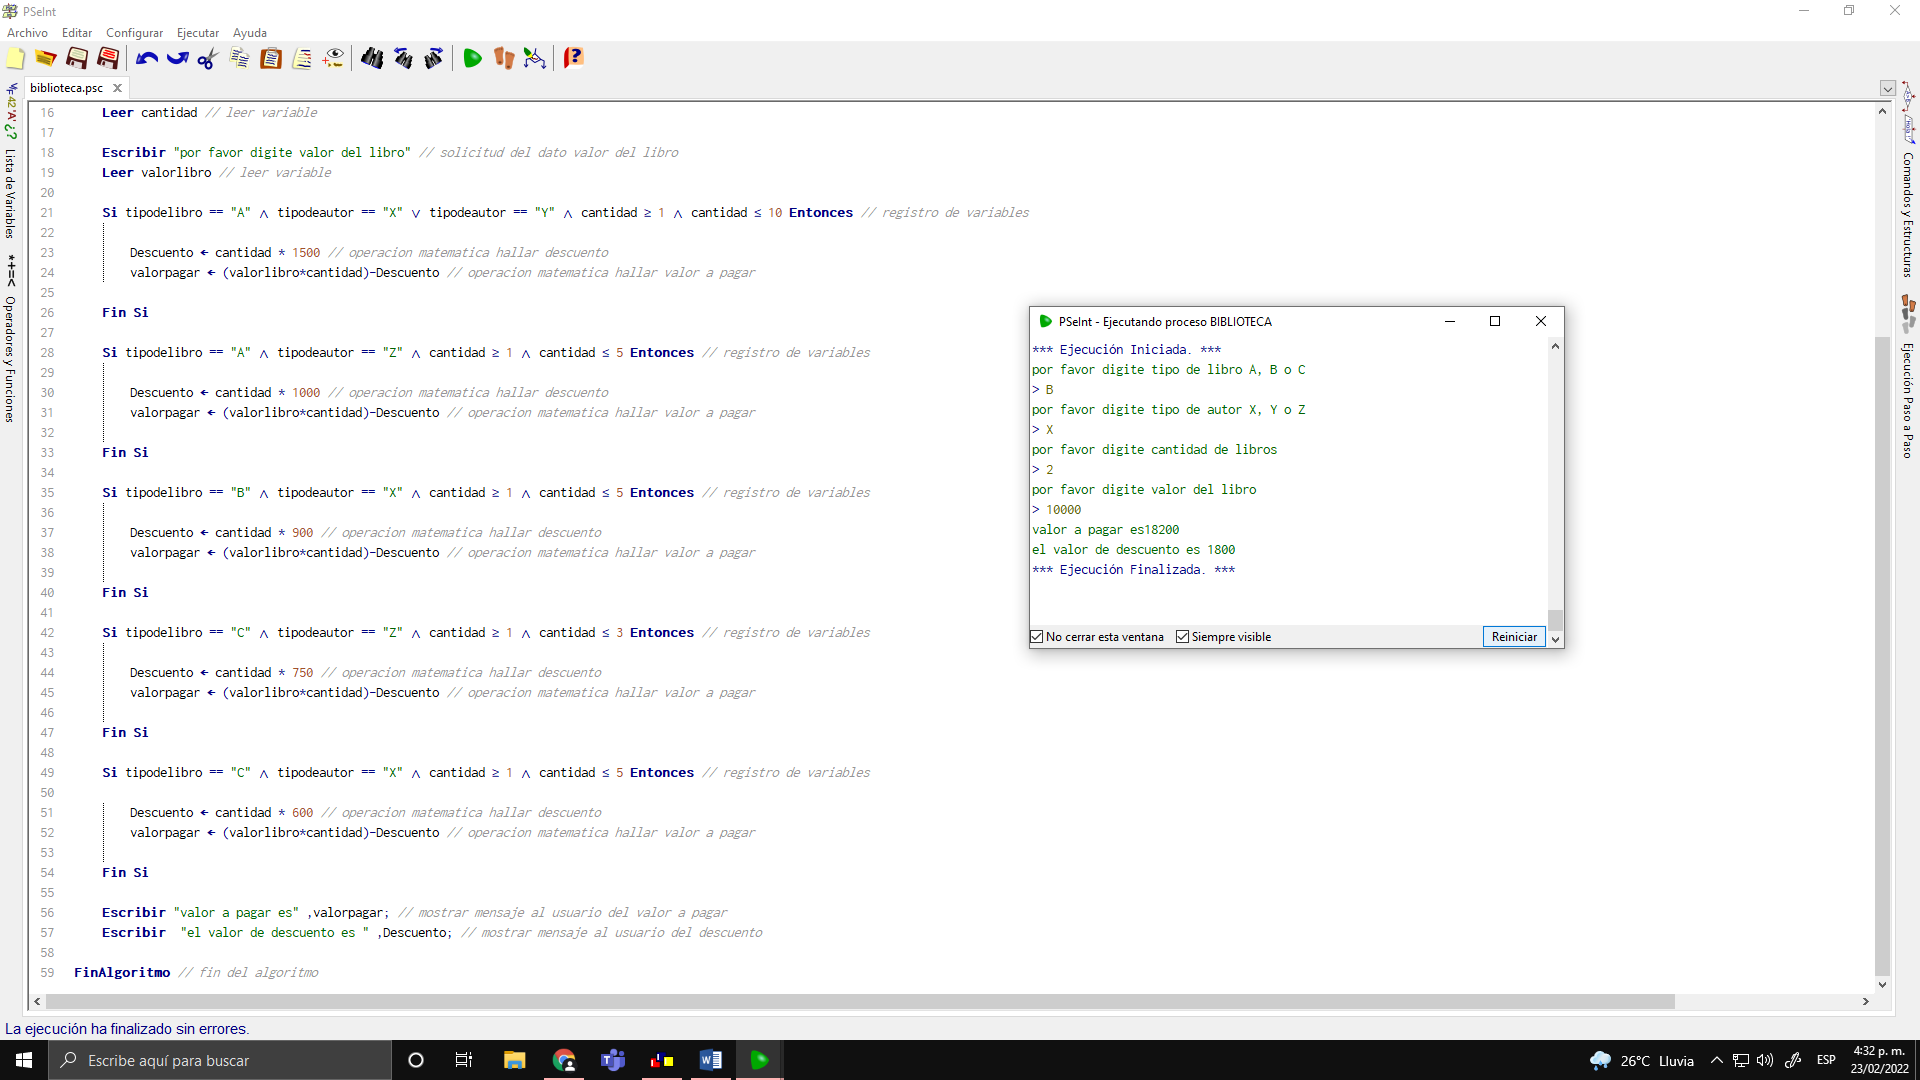 PSeInt
Archivo Editar Configurar Ejecutar Ayuda
biblioteca.psc
16 Leer cantidad // leer variable
17
18 Escribir "por favor digite valor del libro" // solicitud del dato valor del libro
19 Leer valorlibro // leer variable
20
21 Si tipodelibro == "A" ∧ tipodeautor == "X" ∨ tipodeautor == "Y" ∧ cantidad ≥ 1 ∧ cantidad ≤ 10 Entonces // registro de variables
22
23 Descuento ← cantidad * 1500 // operacion matematica hallar descuento
24 valorpagar ← (valorlibro*cantidad)-Descuento // operacion matematica hallar valor a pagar
25
26 Fin Si
27
28 Si tipodelibro == "A" ∧ tipodeautor == "Z" ∧ cantidad ≥ 1 ∧ cantidad ≤ 5 Entonces // registro de variables
29
30 Descuento ← cantidad * 1000 // operacion matematica hallar descuento
31 valorpagar ← (valorlibro*cantidad)-Descuento // operacion matematica hallar valor a pagar
32
33 Fin Si
34
35 Si tipodelibro == "B" ∧ tipodeautor == "X" ∧ cantidad ≥ 1 ∧ cantidad ≤ 5 Entonces // registro de variables
36
37 Descuento ← cantidad * 900 // operacion matematica hallar descuento
38 valorpagar ← (valorlibro*cantidad)-Descuento // operacion matematica hallar valor a pagar
39
40 Fin Si
41
42 Si tipodelibro == "C" ∧ tipodeautor == "Z" ∧ cantidad ≥ 1 ∧ cantidad ≤ 3 Entonces // registro de variables
43
44 Descuento ← cantidad * 750 // operacion matematica hallar descuento
45 valorpagar ← (valorlibro*cantidad)-Descuento // operacion matematica hallar valor a pagar
46
47 Fin Si
48
49 Si tipodelibro == "C" ∧ tipodeautor == "X" ∧ cantidad ≥ 1 ∧ cantidad ≤ 5 Entonces // registro de variables
50
51 Descuento ← cantidad * 600 // operacion matematica hallar descuento
52 valorpagar ← (valorlibro*cantidad)-Descuento // operacion matematica hallar valor a pagar
53
54 Fin Si
55
56 Escribir "valor a pagar es" ,valorpagar; // mostrar mensaje al usuario del valor a pagar
57 Escribir "el valor de descuento es " ,Descuento; // mostrar mensaje al usuario del descuento
58
59 FinAlgoritmo // fin del algoritmo
42 'A' ¿?
Lista de Variables
*+=<
Operadores y Funciones
Comandos y Estructuras
Ejecución Paso a Paso
PSeInt - Ejecutando proceso BIBLIOTECA
*** Ejecución Iniciada. ***
por favor digite tipo de libro A, B o C
> B
por favor digite tipo de autor X, Y o Z
> X
por favor digite cantidad de libros
> 2
por favor digite valor del libro
> 10000
valor a pagar es18200
el valor de descuento es 1800
*** Ejecución Finalizada. ***
No cerrar esta ventana Siempre visible Reiniciar
La ejecución ha finalizado sin errores.
Escribe aquí para buscar
26°C Lluvia
ESP
4:32 p. m.
23/02/2022